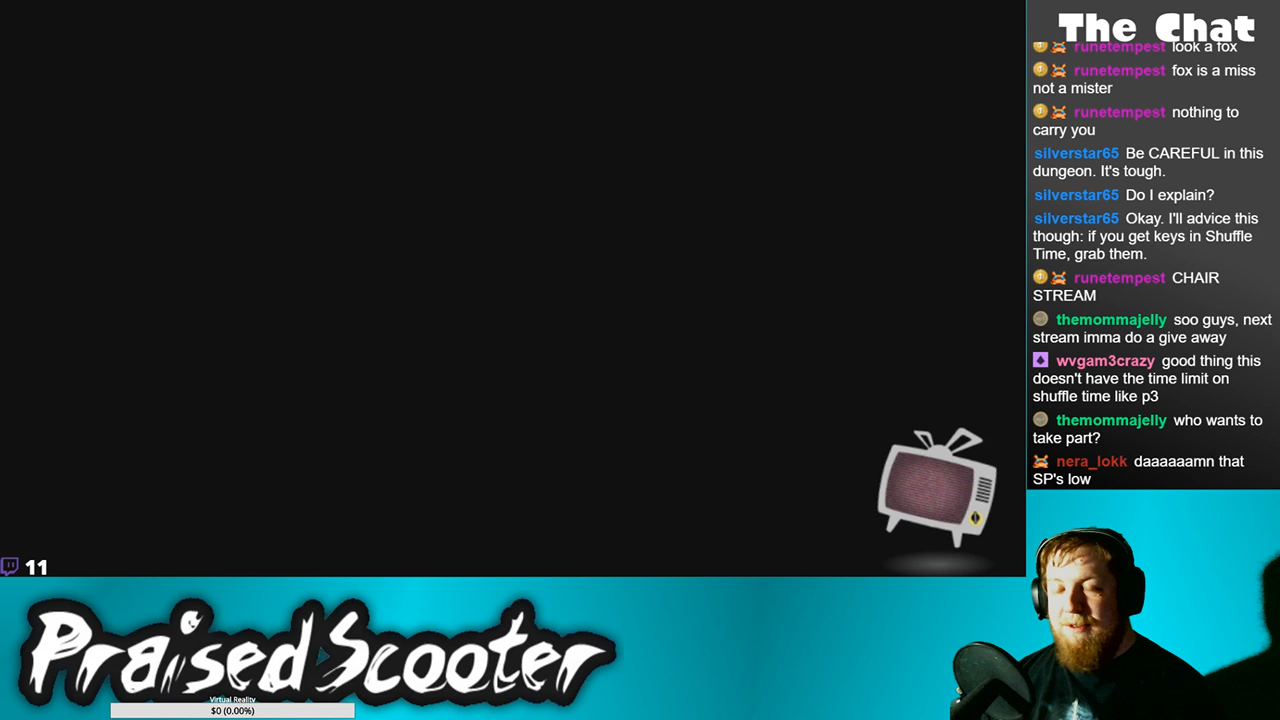 The Chat
runetempest look a fox
runetempest fox is a miss
not a mister
runetempest nothing to
carry you
silverstar65 Be CAREFUL in this
dungeon. It's tough.
silverstar65 Do I explain?
silverstar65 Okay. I'll advice this
though: if you get keys in Shuffle
Time, grab them.
runetempest CHAIR
STREAM
themommajelly soo guys, next
stream imma do a give away
wvgam3crazy good thing this
doesn't have the time limit on
shuffle time like p3
themommajelly who wants to
take part?
nera_lokk daaaaaamn that
SP's low
11
PraisedScooter
Virtual Reality
$0 (0.00%)